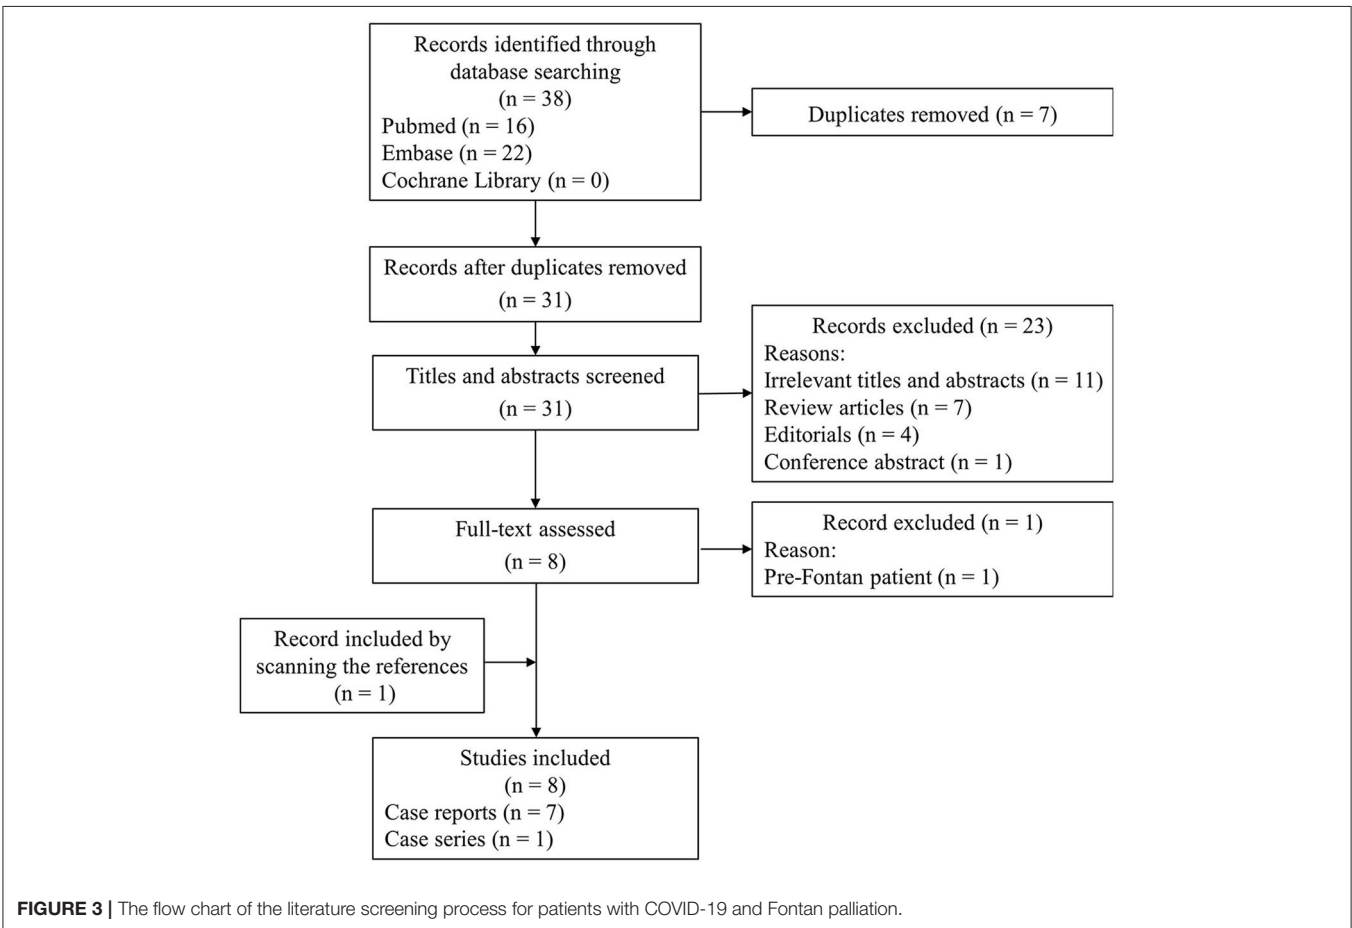 Records identified through
database searching
(n = 38)
Pubmed (n = 16)
Embase (n = 22)
Cochrane Library (n = 0)
Duplicates removed (n = 7)
Records after duplicates removed
(n = 31)
Titles and abstracts screened
(n = 31)
Records excluded (n = 23)
Reasons:
Irrelevant titles and abstracts (n = 11)
Review articles (n = 7)
Editorials (n = 4)
Conference abstract (n = 1)
Full-text assessed
(n = 8)
Record excluded (n = 1)
Reason:
Pre-Fontan patient (n = 1)
Record included by
scanning the references
(n = 1)
Studies included
(n = 8)
Case reports (n = 7)
Case series (n = 1)
FIGURE 3 | The flow chart of the literature screening process for patients with COVID-19 and Fontan palliation.